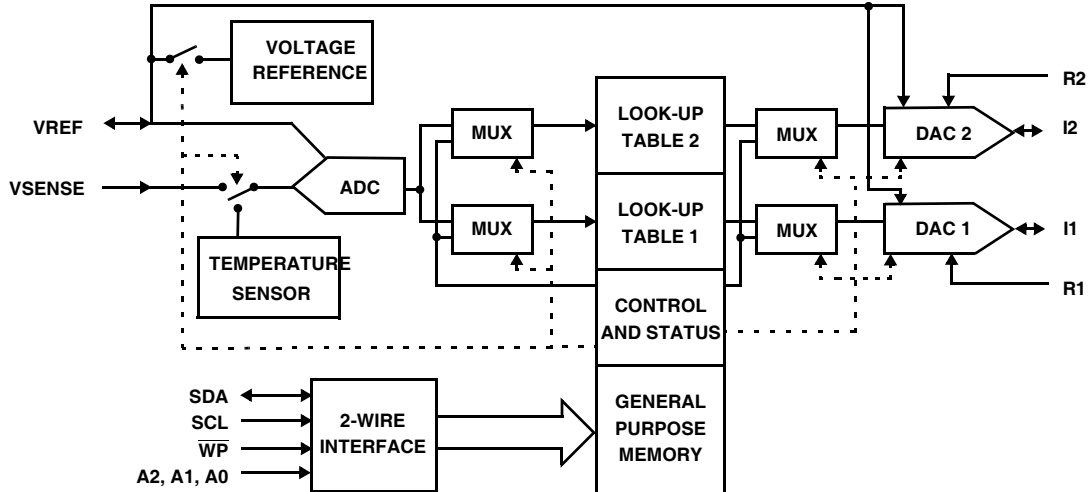 VOLTAGE
REFERENCE
VREF
VSENSE
ADC
TEMPERATURE
SENSOR
MUX
MUX
LOOK-UP
TABLE 2
LOOK-UP
TABLE 1
CONTROL
AND STATUS
GENERAL
PURPOSE
MEMORY
MUX
MUX
DAC 2
DAC 1
R2
I2
I1
R1
SDA
SCL
WP
A2, A1, A0
2-WIRE
INTERFACE